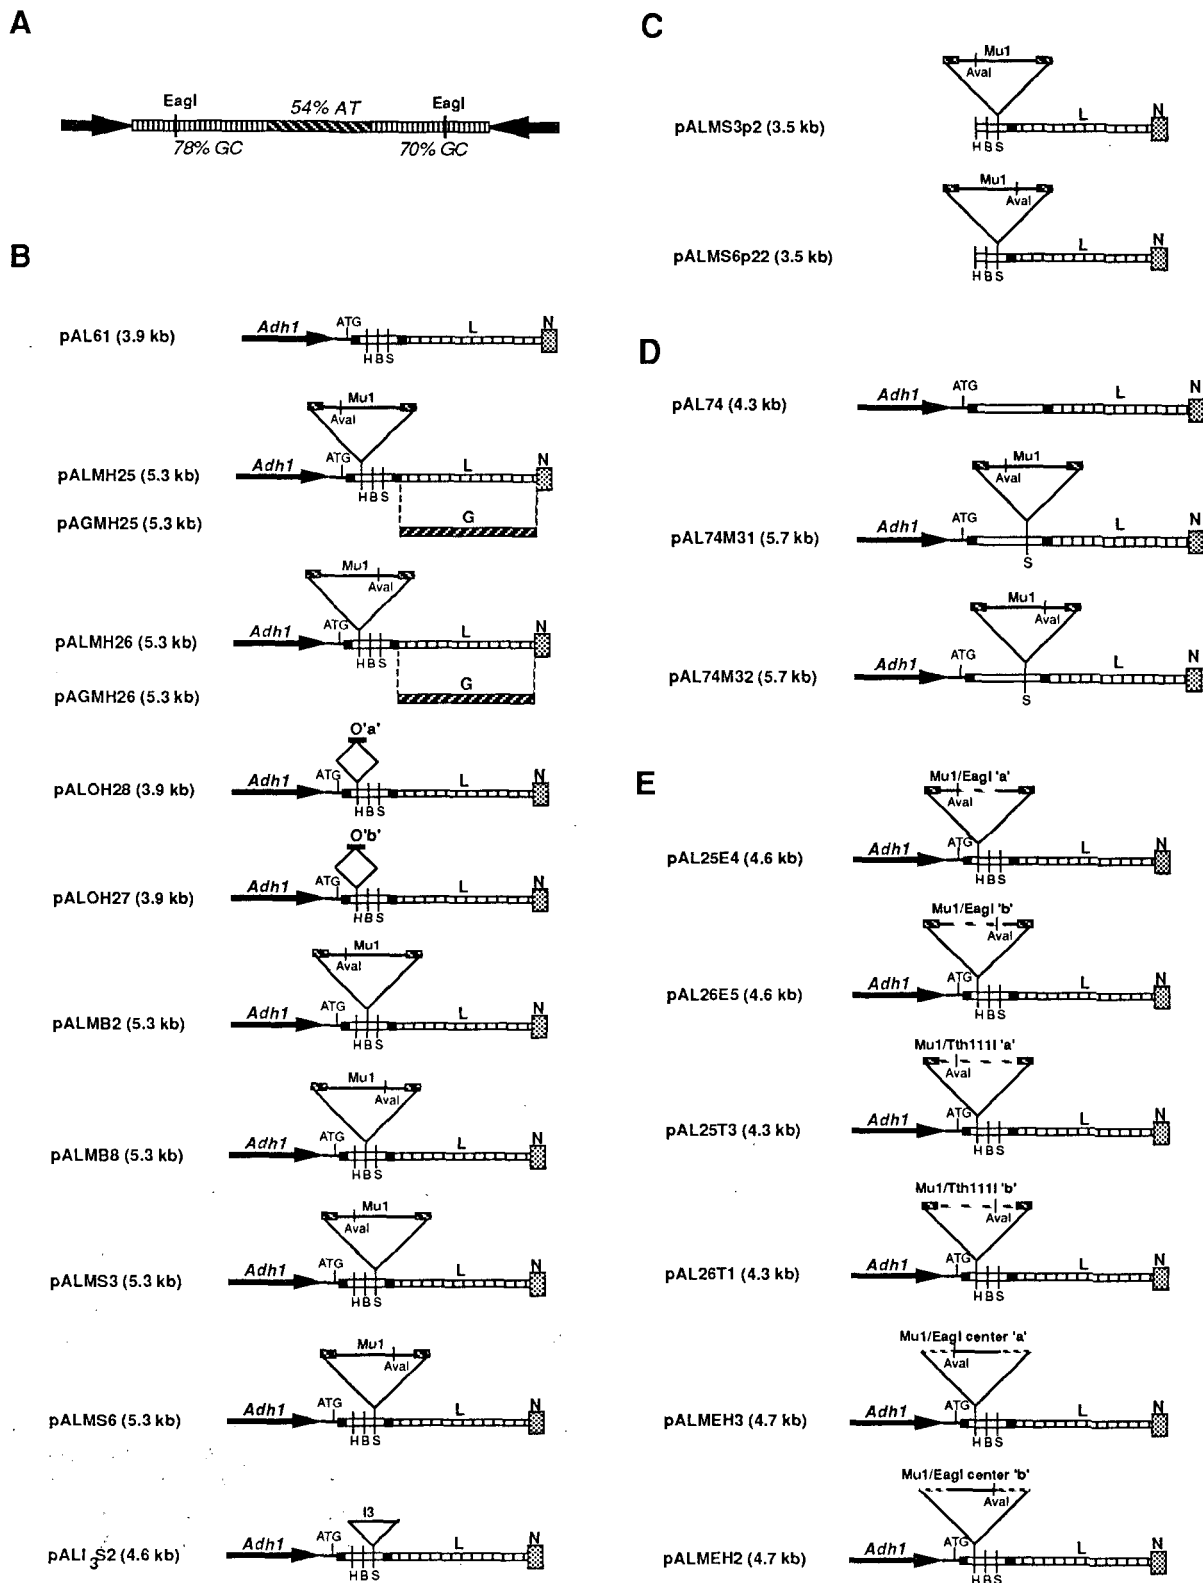 A
EagI
54% AT
EagI
78% GC
70% GC
B
pAL61 (3.9 kb)
Adh1
ATG
L
N
H B S
Mu1
AvaI
pALMH25 (5.3 kb)
Adh1
ATG
L
N
H B S
pAGMH25 (5.3 kb)
G
Mu1
AvaI
pALMH26 (5.3 kb)
Adh1
ATG
L
N
H B S
pAGMH26 (5.3 kb)
G
O'a'
pALOH28 (3.9 kb)
Adh1
ATG
L
N
H B S
O'b'
pALOH27 (3.9 kb)
Adh1
ATG
L
N
H B S
Mu1
AvaI
pALMB2 (5.3 kb)
Adh1
ATG
L
N
H B S
Mu1
AvaI
pALMB8 (5.3 kb)
Adh1
ATG
L
N
H B S
Mu1
AvaI
pALMS3 (5.3 kb)
Adh1
ATG
L
N
H B S
Mu1
AvaI
pALMS6 (5.3 kb)
Adh1
ATG
L
N
H B S
I3
pALI3S2 (4.6 kb)
Adh1
ATG
L
N
H B S
C
Mu1
AvaI
pALMS3p2 (3.5 kb)
L
N
H B S
Mu1
AvaI
pALMS6p22 (3.5 kb)
L
N
H B S
D
pAL74 (4.3 kb)
Adh1
ATG
L
N
Mu1
AvaI
pAL74M31 (5.7 kb)
Adh1
ATG
L
N
S
Mu1
AvaI
pAL74M32 (5.7 kb)
Adh1
ATG
L
N
S
E
Mu1/EagI 'a'
AvaI
pAL25E4 (4.6 kb)
Adh1
ATG
L
N
H B S
Mu1/EagI 'b'
AvaI
pAL26E5 (4.6 kb)
Adh1
ATG
L
N
H B S
Mu1/Tth111I 'a'
AvaI
pAL25T3 (4.3 kb)
Adh1
ATG
L
N
H B S
Mu1/Tth111I 'b'
AvaI
pAL26T1 (4.3 kb)
Adh1
ATG
L
N
H B S
Mu1/EagI center 'a'
AvaI
pALMEH3 (4.7 kb)
Adh1
ATG
L
N
H B S
Mu1/EagI center 'b'
AvaI
pALMEH2 (4.7 kb)
Adh1
ATG
L
N
H B S